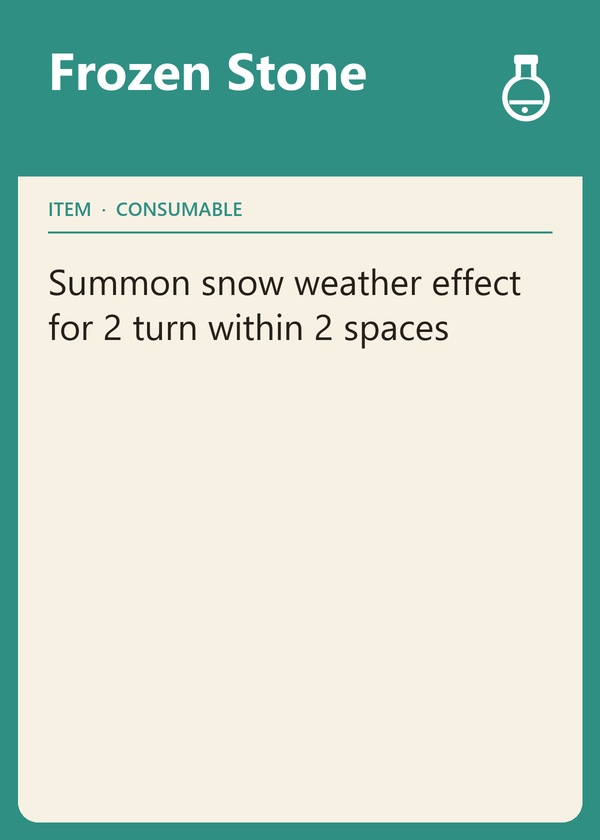 Frozen Stone
ITEM · CONSUMABLE
Summon snow weather effect
for 2 turn within 2 spaces